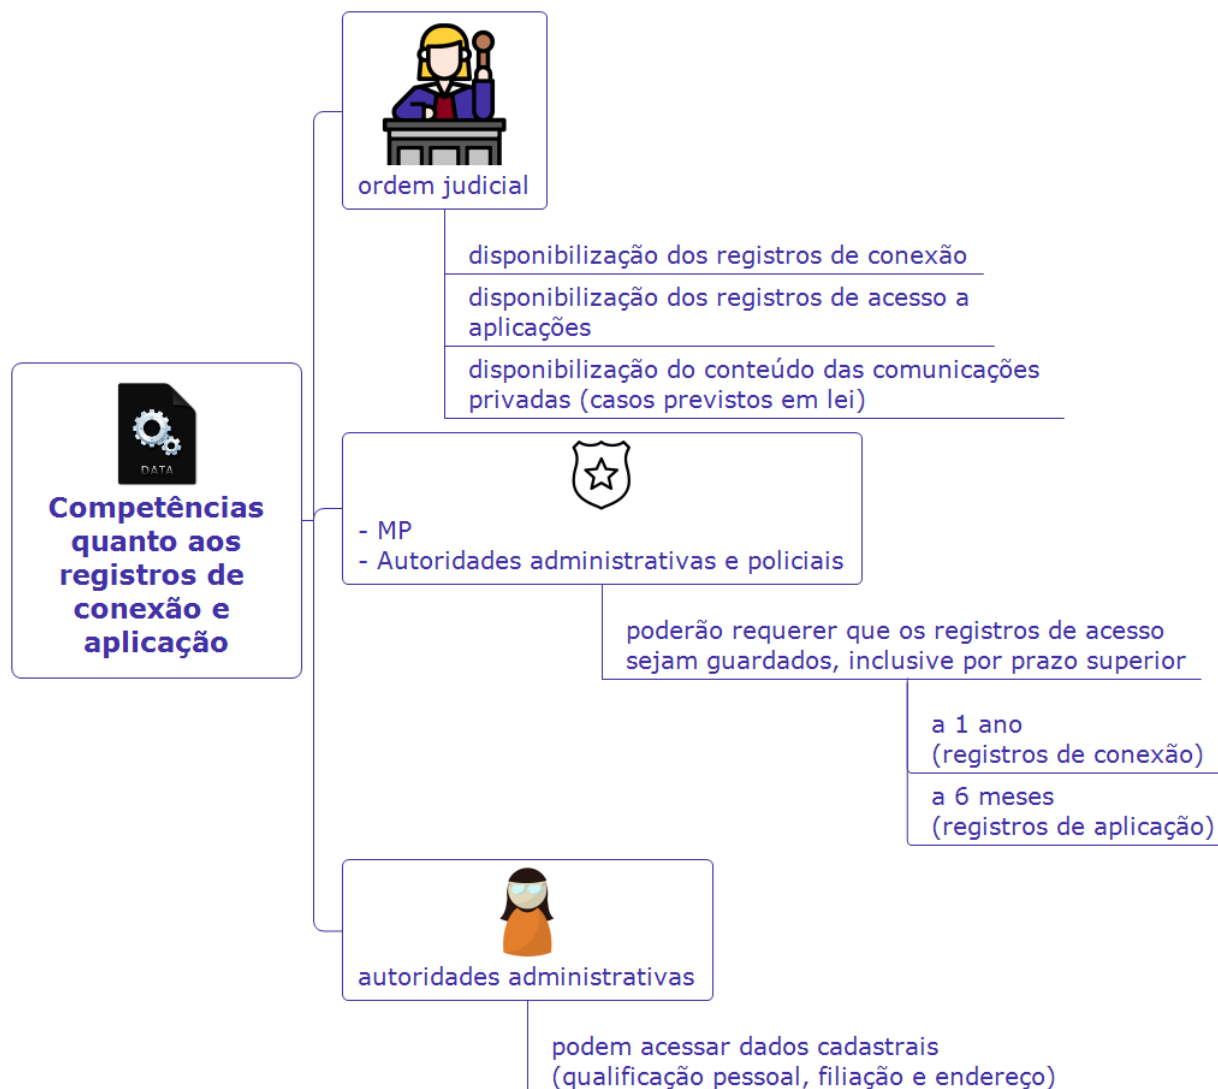 ordem judicial
disponibilização dos registros de conexão
disponibilização dos registros de acesso a
aplicações
disponibilização do conteúdo das comunicações
privadas (casos previstos em lei)
DATA
Competências
quanto aos
registros de
conexão e
aplicação
- MP
- Autoridades administrativas e policiais
poderão requerer que os registros de acesso
sejam guardados, inclusive por prazo superior
a 1 ano
(registros de conexão)
a 6 meses
(registros de aplicação)
autoridades administrativas
podem acessar dados cadastrais
(qualificação pessoal, filiação e endereço)